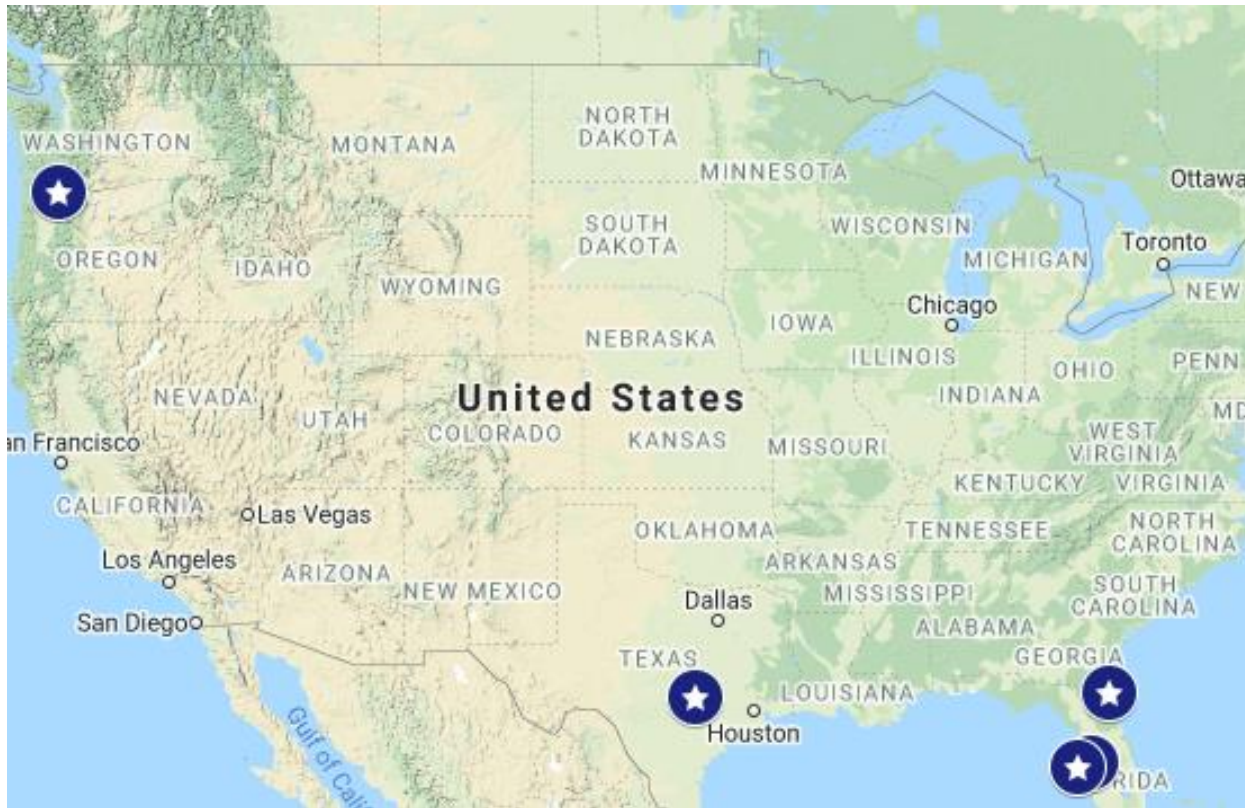 NORTH
DAKOTA
WASHINGTON
MONTANA
MINNESOTA
Ottawa
SOUTH
DAKOTA
WISCONSIN
MICHIGAN
Toronto
OREGON
IDAHO
WYOMING
NEW
Chicago
IOWA
NEBRASKA
ILLINOIS
OHIO
PENN
NEVADA
UTAH
United States
INDIANA
MD
COLORADO
KANSAS
MISSOURI
WEST
VIRGINIA
an Francisco
KENTUCKY
VIRGINIA
CALIFORNIA
Las Vegas
OKLAHOMA
TENNESSEE
NORTH
CAROLINA
Los Angeles
ARIZONA
NEW MEXICO
ARKANSAS
MISSISSIPPI
SOUTH
CAROLINA
Dallas
San Diego
ALABAMA
TEXAS
GEORGIA
LOUISIANA
Houston
Gulf of Cali
RIDA